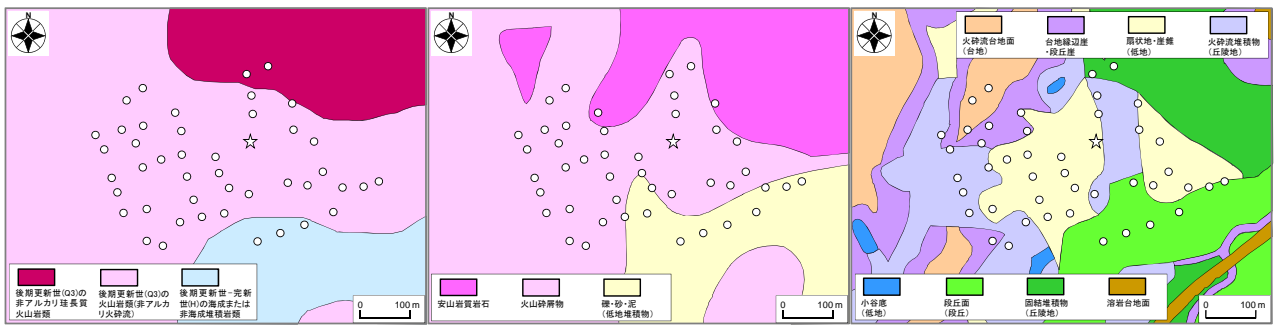 N
後期更新世(Q3)の
非アルカリ珪長質
火山岩類
後期更新世(Q3)の
火山岩類(非アルカ
リ火砕流)
後期更新世-完新
世(H)の海成または
非海成堆積岩類
0 100 m
N
安山岩質岩石
火山砕屑物
礫・砂・泥
(低地堆積物)
0 100 m
N
火砕流台地面
(台地)
台地縁辺崖
・段丘崖
扇状地・崖錐
(低地)
火砕流堆積物
(丘陵地)
小谷底
(低地)
段丘面
(段丘)
固結堆積物
(丘陵地)
溶岩台地面
0 100 m